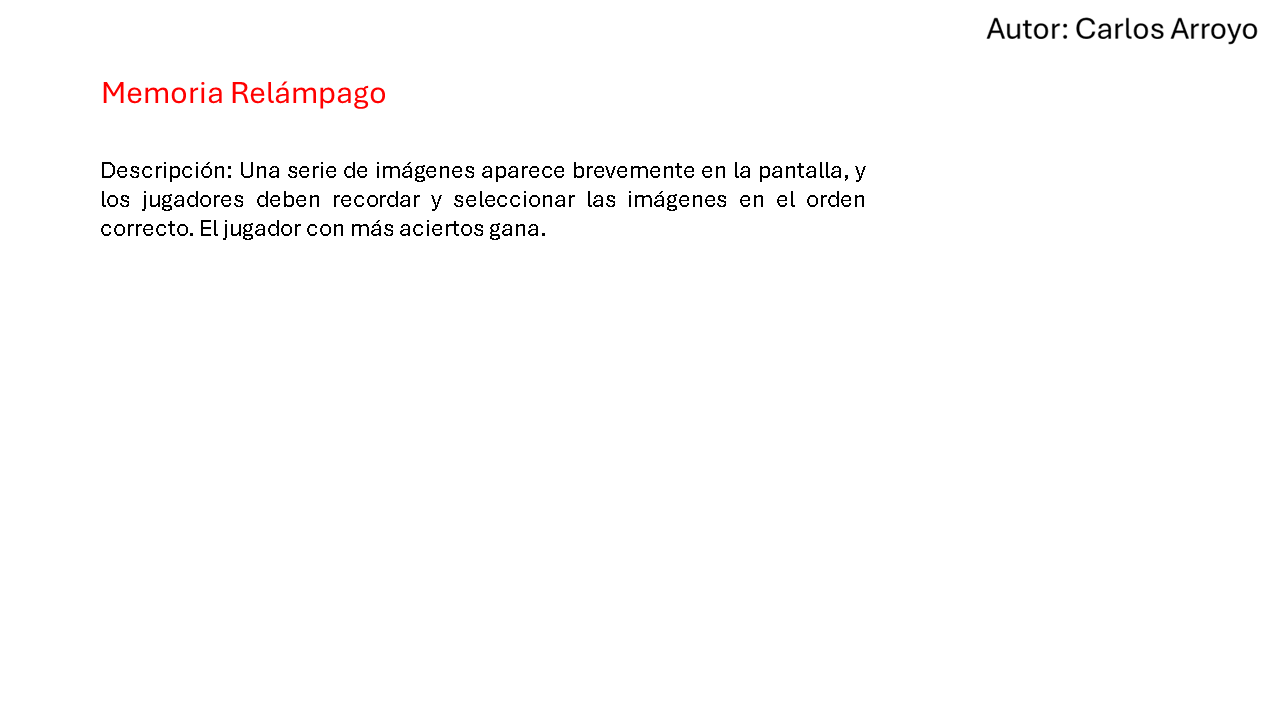 Autor: Carlos Arroyo
Memoria Relámpago
Descripción: Una serie de imágenes aparece brevemente en la pantalla, y
los jugadores deben recordar y seleccionar las imágenes en el orden
correcto. El jugador con más aciertos gana.